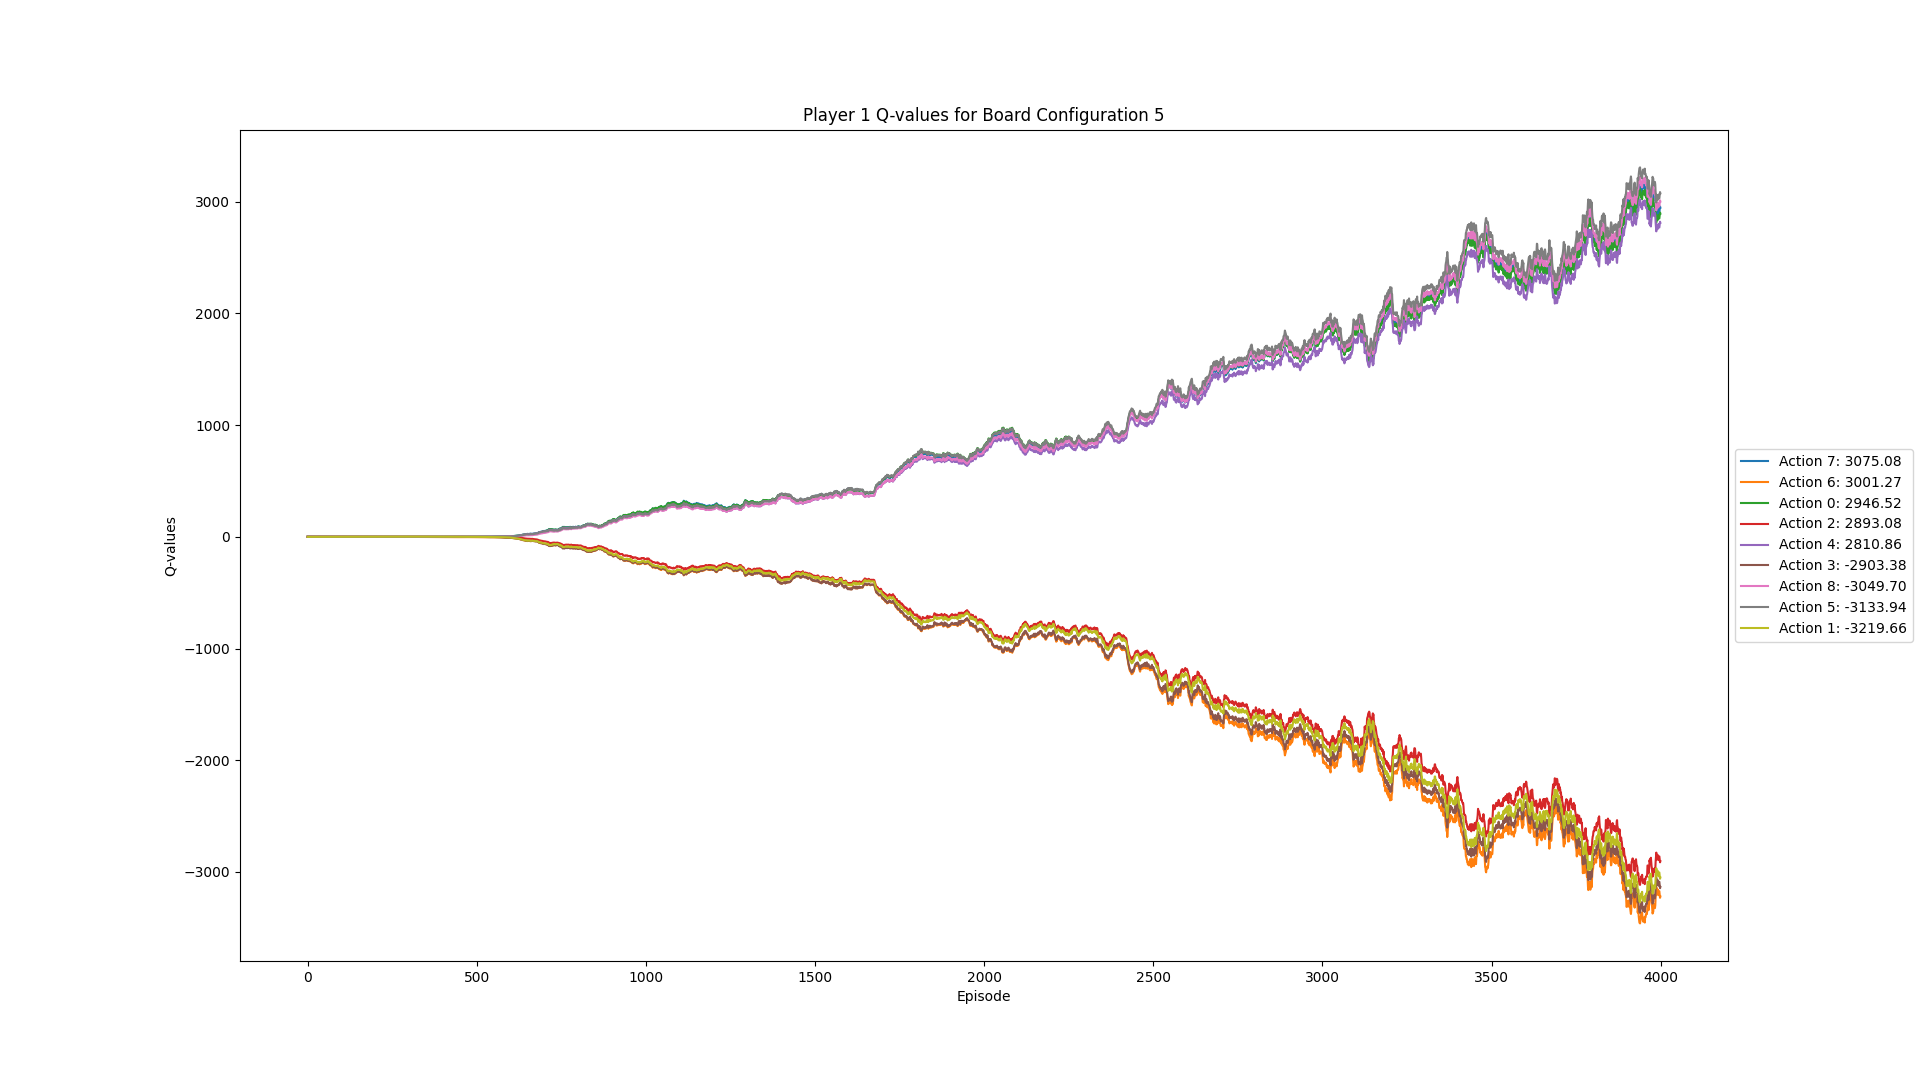 Player 1 Q-values for Board Configuration 5
Q-values
3000
2000
1000
0
−1000
−2000
−3000
0
500
1000
1500
2000
2500
3000
3500
4000
Episode
Action 7: 3075.08
Action 6: 3001.27
Action 0: 2946.52
Action 2: 2893.08
Action 4: 2810.86
Action 3: -2903.38
Action 8: -3049.70
Action 5: -3133.94
Action 1: -3219.66